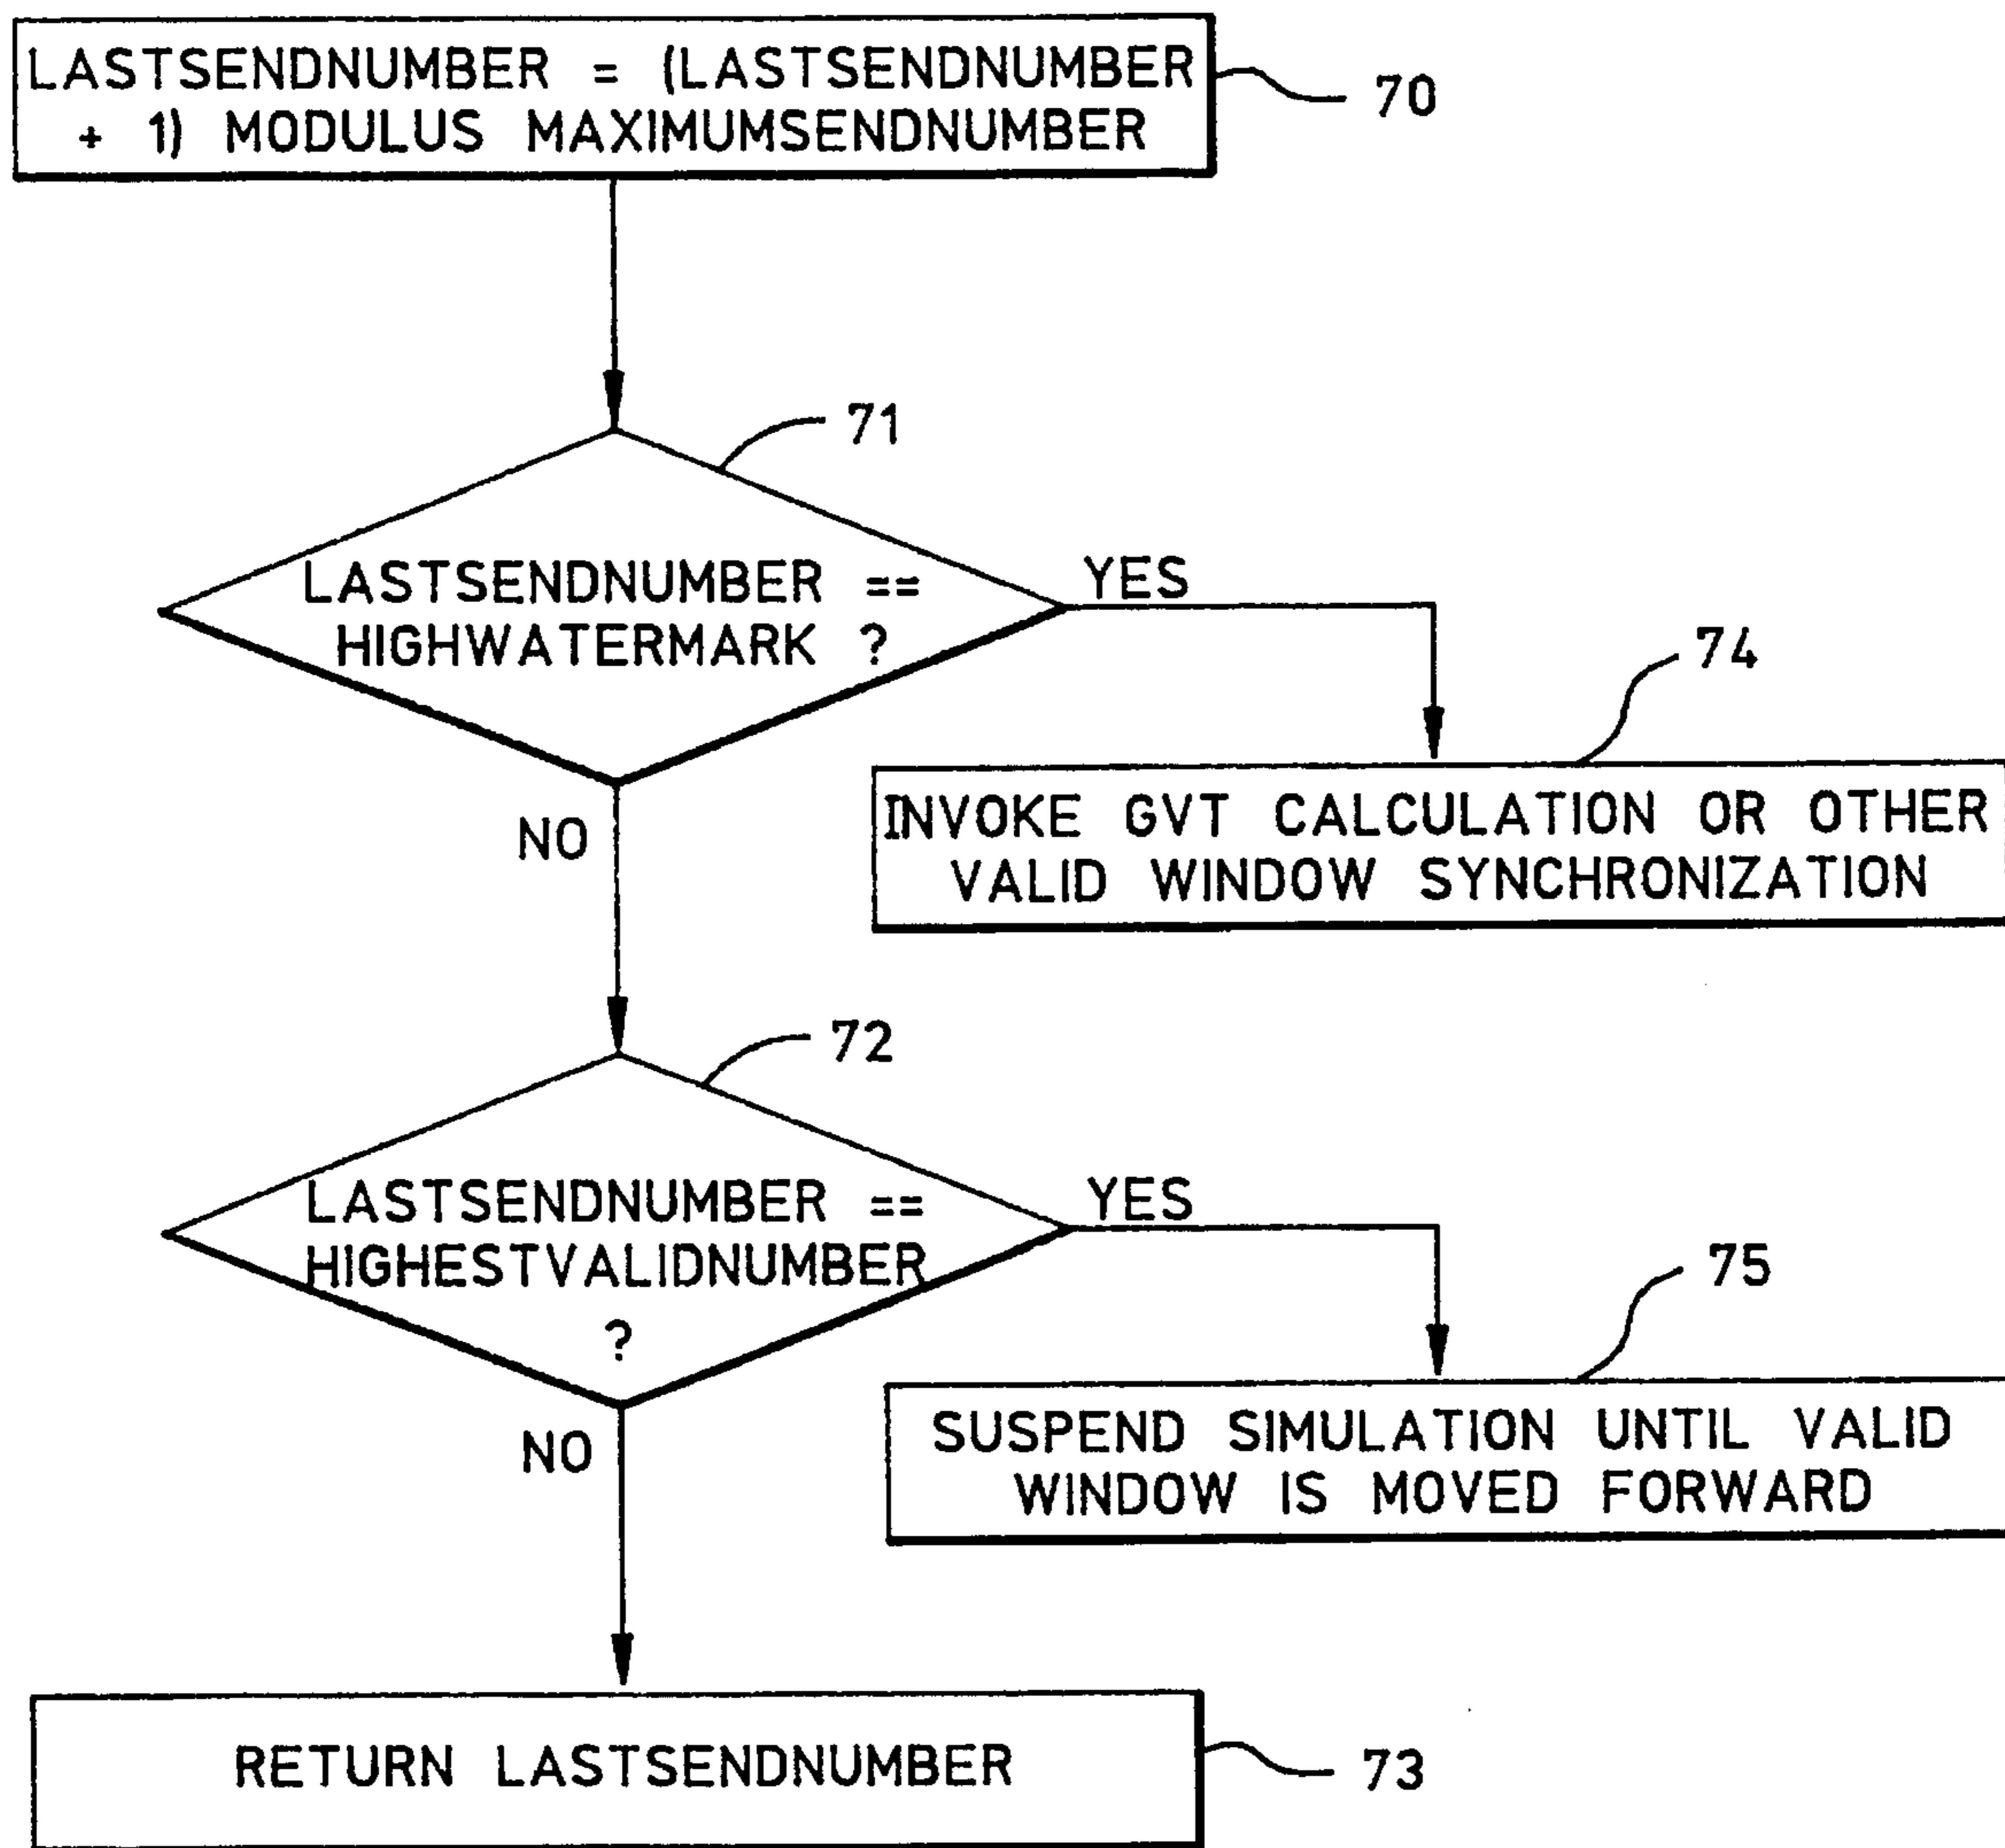 LASTSENDNUMBER = (LASTSENDNUMBER
+ 1) MODULUS MAXIMUMSENDNUMBER
70
71
LASTSENDNUMBER ==
HIGHWATERMARK ?
YES
NO
74
INVOKE GVT CALCULATION OR OTHER
VALID WINDOW SYNCHRONIZATION
72
LASTSENDNUMBER ==
HIGHESTVALIDNUMBER
?
YES
NO
75
SUSPEND SIMULATION UNTIL VALID
WINDOW IS MOVED FORWARD
RETURN LASTSENDNUMBER
73